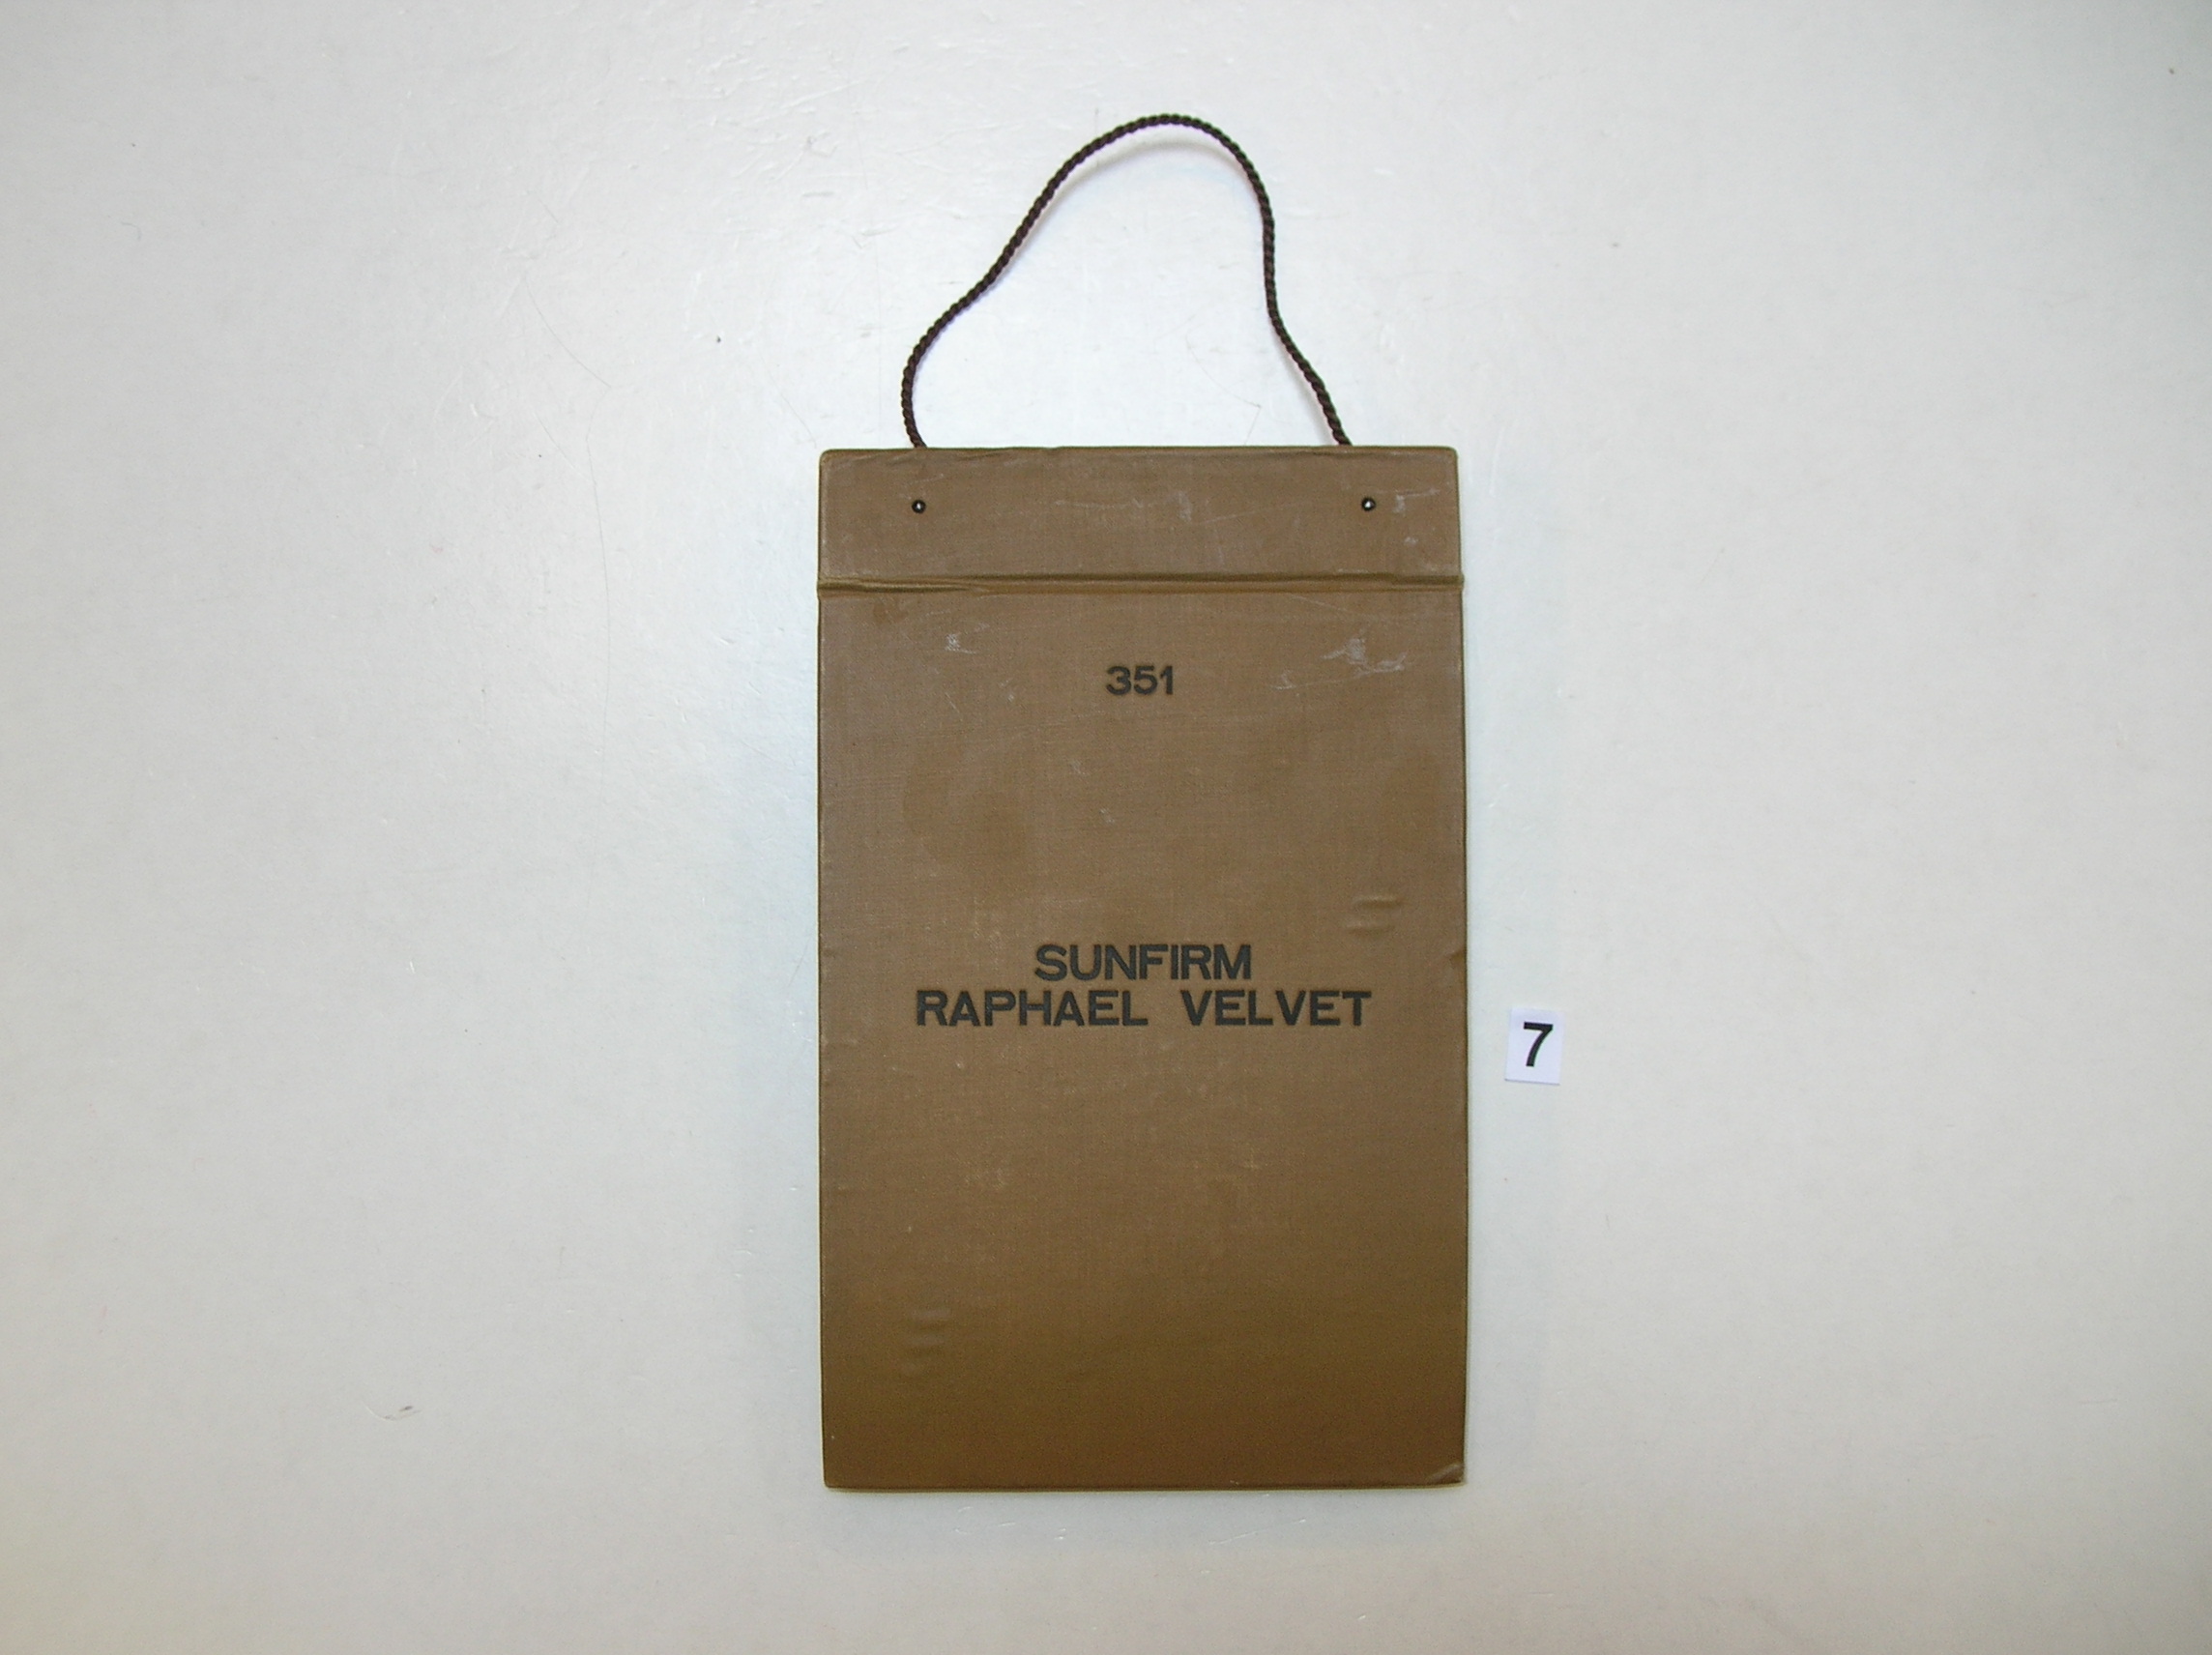 351
SUNFIRM
RAPHAEL VELVET
7